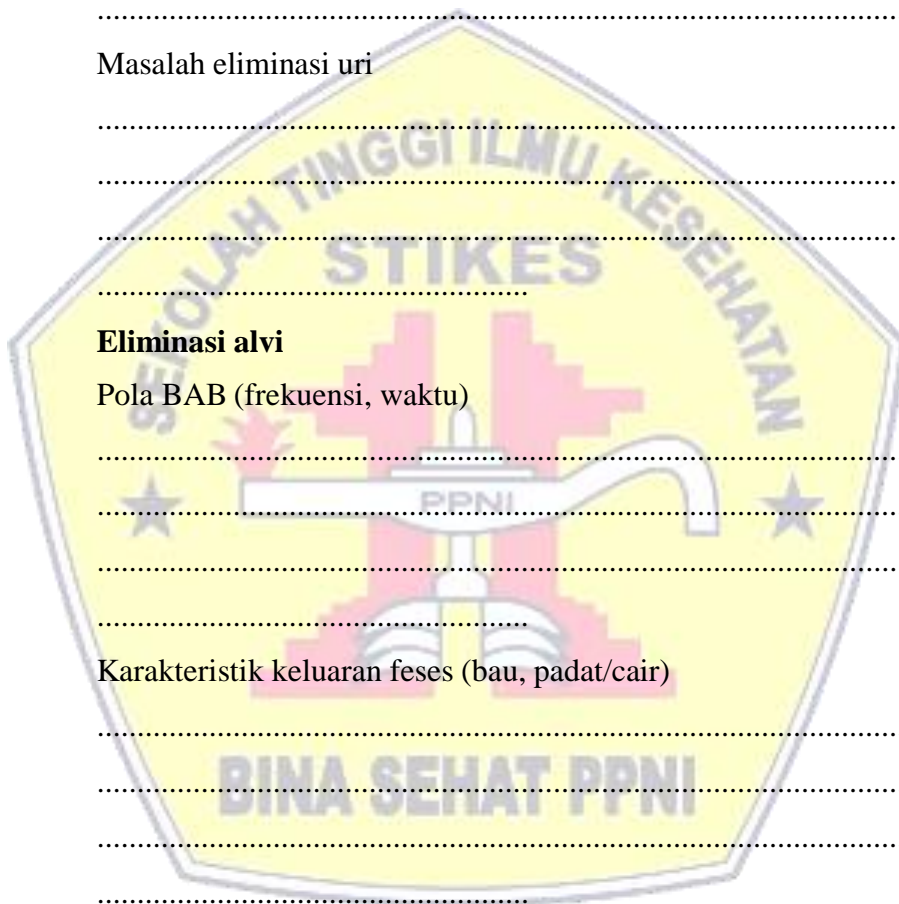 ................................................................................................
Masalah eliminasi uri
................................................................................................
................................................................................................
................................................................................................
....................................................
Eliminasi alvi
Pola BAB (frekuensi, waktu)
................................................................................................
................................................................................................
................................................................................................
....................................................
Karakteristik keluaran feses (bau, padat/cair)
................................................................................................
................................................................................................
................................................................................................
....................................................
SEKOLAH TINGGI ILMU KESEHATAN
STIKES
PPNI
BINA SEHAT PPNI